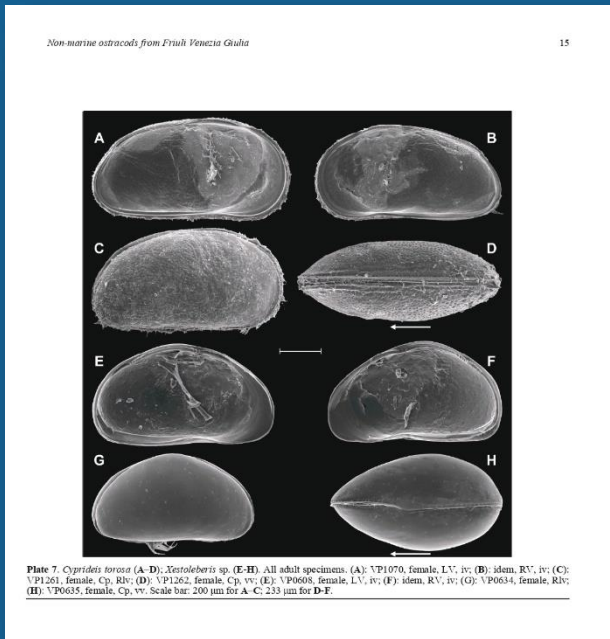 Non-marine ostracods from Friuli Venezia Giulia 15
A B
C D
E F
G H
Plate 7. Cyprideis torosa (A–D); Xestoleberis sp. (E-H). All adult specimens. (A): VP1070, female, LV, iv; (B): idem, RV, iv; (C):
VP1261, female, Cp, Rlv; (D): VP1262, female, Cp, vv; (E): VP0608, female, LV, iv; (F): idem, RV, iv; (G): VP0634, female, Rlv;
(H): VP0635, female, Cp, vv. Scale bar: 200 µm for A–C; 233 µm for D-F.